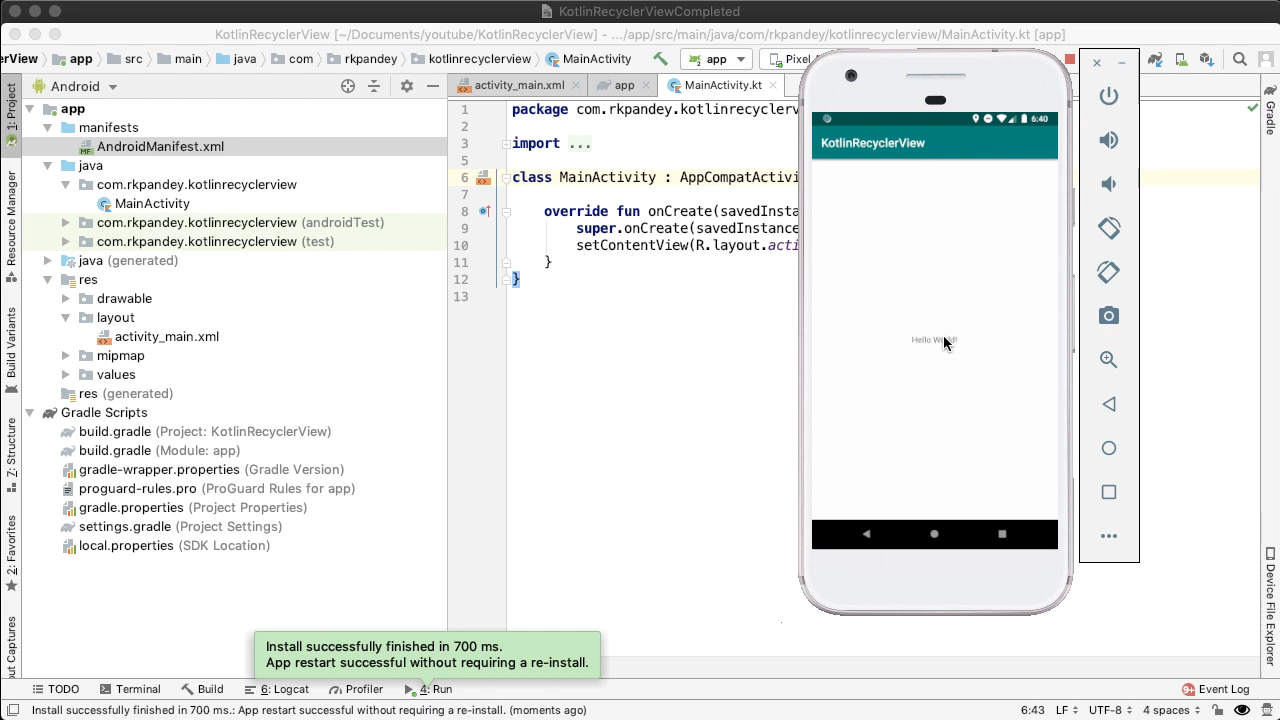 KotlinRecyclerViewCompleted
KotlinRecyclerView [~/Documents/youtube/KotlinRecyclerView] - .../app/src/main/java/com/rkpandey/kotlinrecyclerview/MainActivity.kt [app]
erView app src main java com rkpandey kotlinrecyclerview MainActivity app Pixel
Android activity_main.xml app MainActivity.kt
1: Project
Resource Manager
Build Variants
Z: Structure
2: Favorites
out Captures
app
manifests
AndroidManifest.xml
java
com.rkpandey.kotlinrecyclerview
MainActivity
com.rkpandey.kotlinrecyclerview (androidTest)
com.rkpandey.kotlinrecyclerview (test)
java (generated)
res
drawable
layout
activity_main.xml
mipmap
values
res (generated)
Gradle Scripts
build.gradle (Project: KotlinRecyclerView)
build.gradle (Module: app)
gradle-wrapper.properties (Gradle Version)
proguard-rules.pro (ProGuard Rules for app)
gradle.properties (Project Properties)
settings.gradle (Project Settings)
local.properties (SDK Location)
1 package com.rkpandey.kotlinrecyclerv
2
3 import ...
5
6 class MainActivity : AppCompatActivi
7
8 override fun onCreate(savedInsta
9 super.onCreate(savedInstance
10 setContentView(R.layout.acti
11 }
12 }
13
6:40
KotlinRecyclerView
Hello World!
Gradle
Device File Explorer
Install successfully finished in 700 ms.
App restart successful without requiring a re-install.
TODO Terminal Build 6: Logcat Profiler 4: Run 9+ Event Log
Install successfully finished in 700 ms.: App restart successful without requiring a re-install. (moments ago) 6:43 LF UTF-8 4 spaces